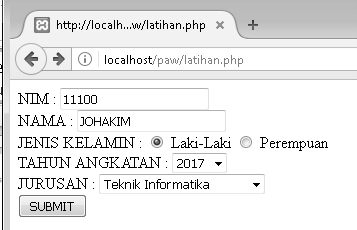 http://localh...w/latihan.php
localhost/paw/latihan.php
NIM : 11100
NAMA : JOHAKIM
JENIS KELAMIN : Laki-Laki Perempuan
TAHUN ANGKATAN : 2017
JURUSAN : Teknik Informatika
SUBMIT